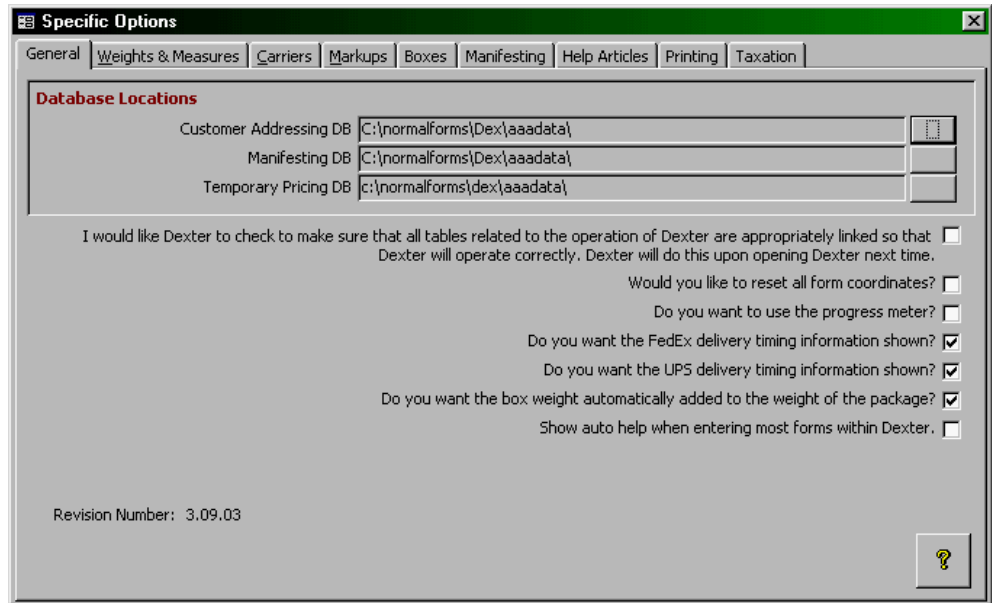 Specific Options
General Weights & Measures Carriers Markups Boxes Manifesting Help Articles Printing Taxation
Database Locations
Customer Addressing DB C:\normalforms\Dex\aaadata\
Manifesting DB C:\normalforms\Dex\aaadata\
Temporary Pricing DB c:\normalforms\dex\aaadata\
I would like Dexter to check to make sure that all tables related to the operation of Dexter are appropriately linked so that
Dexter will operate correctly. Dexter will do this upon opening Dexter next time.
Would you like to reset all form coordinates?
Do you want to use the progress meter?
Do you want the FedEx delivery timing information shown?
Do you want the UPS delivery timing information shown?
Do you want the box weight automatically added to the weight of the package?
Show auto help when entering most forms within Dexter.
Revision Number: 3.09.03
?